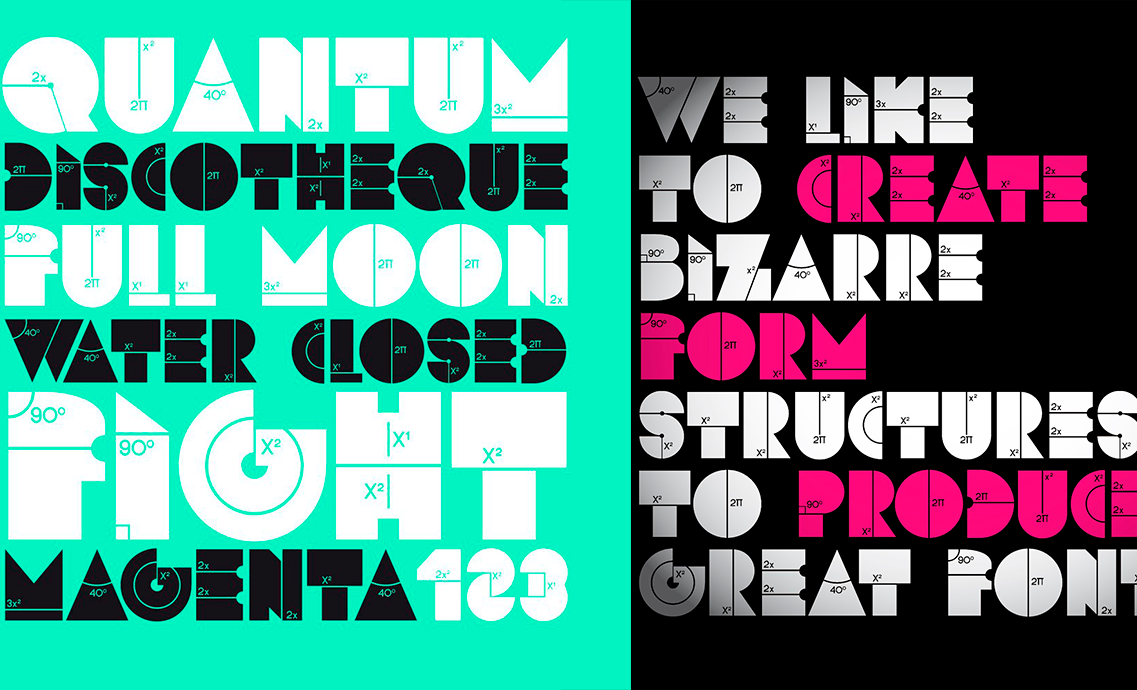 QUANTUM
DISCOTHEQUE
FULL MOON
WATER CLOSED
FIGHT
MAGENTA 123
WE LIKE
TO CREATE
BIZARRE
FORM
STRUCTURES
TO PRODUCE
GREAT FONT